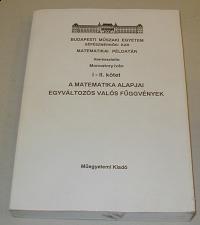 BUDAPESTI MŰSZAKI EGYETEM
GÉPÉSZMÉRNÖKI KAR
MATEMATIKAI PÉLDATÁR
Szerkesztette
Monostory Iván
I - II. kötet
A MATEMATIKA ALAPJAI
EGYVÁLTOZÓS VALÓS FÜGGVÉNYEK
Műegyetemi Kiadó